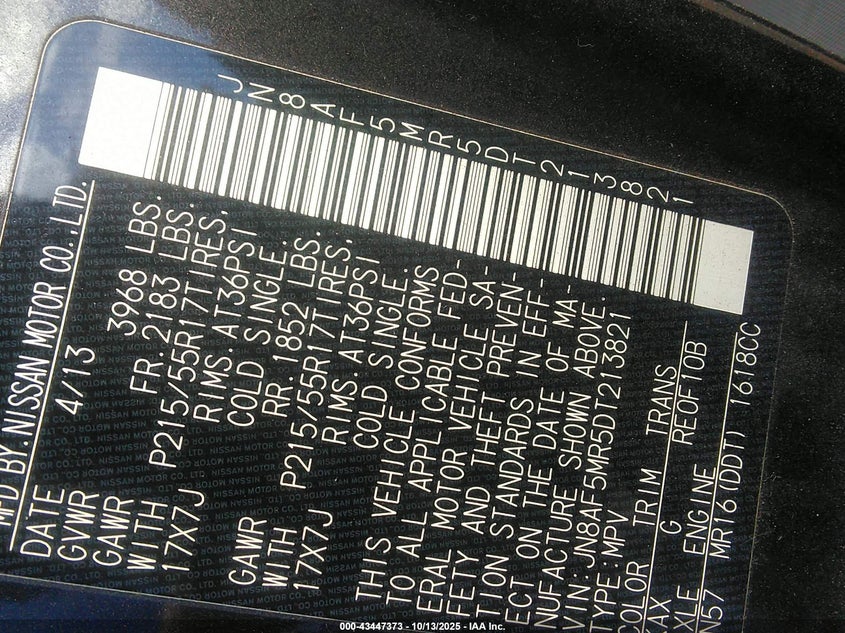 JN8AF5MR5DT213821
MFD BY.NISSAN MOTOR CO.,LTD.
DATE 4/13
GVWR 3968 LBS.
GAWR FR.2183 LBS.
WITH P215/55R17TIRES.
17X7J RIMS.AT36PSI
COLD SINGLE.
GAWR RR.1852 LBS.
WITH P215/55R17TIRES.
17X7J RIMS.AT36PSI
COLD SINGLE.
THIS VEHICLE CONFORMS
TO ALL APPLICABLE FED-
ERAL MOTOR VEHICLE SA-
FETY AND THEFT PREVEN-
TION STANDARDS IN EFF-
ECT ON THE DATE OF MA-
NUFACTURE SHOWN ABOVE.
VIN:JN8AF5MR5DT213821
TYPE:MPV
COLOR TRIM TRANS
AX G RE0F10B
XLE ENGINE
N57 MR16(DDT) 1618CC
000-43447373 - 10/13/2025 - IAA Inc.